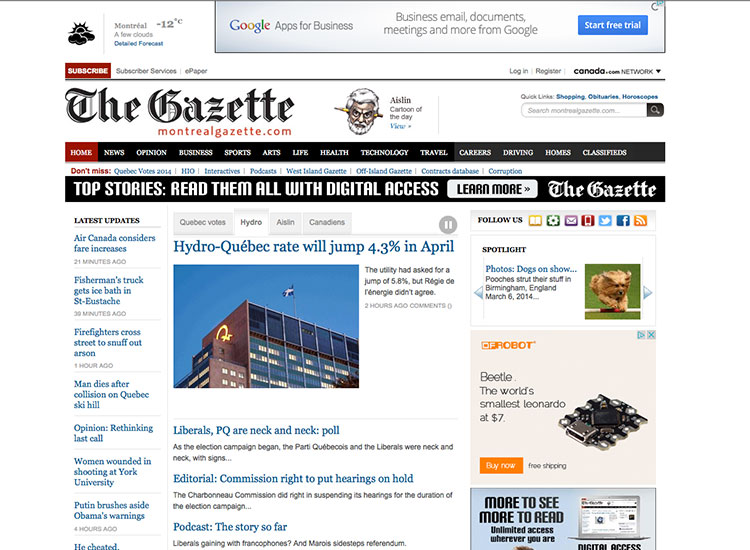 Montréal -12°C
A few clouds
Detailed Forecast
Google Apps for Business
Business email, documents,
meetings and more from Google
Start free trial
SUBSCRIBE Subscriber Services | ePaper
Log in | Register | canada.com NETWORK ▼
The Gazette
montrealgazette.com
Aislin
Cartoon of
the day
View »
Quick Links: Shopping, Obituaries, Horoscopes
Search montrealgazette.com...
HOME NEWS OPINION BUSINESS SPORTS ARTS LIFE HEALTH TECHNOLOGY TRAVEL CAREERS DRIVING HOMES CLASSIFIEDS
Don't miss: Quebec Votes 2014 | HIO | Interactives | Podcasts | West Island Gazette | Off-Island Gazette | Contracts database | Corruption
TOP STORIES: READ THEM ALL WITH DIGITAL ACCESS LEARN MORE » The Gazette
LATEST UPDATES
Air Canada considers
fare increases
21 MINUTES AGO
Fisherman's truck
gets ice bath in
St-Eustache
39 MINUTES AGO
Firefighters cross
street to snuff out
arson
1 HOUR AGO
Man dies after
collision on Quebec
ski hill
Opinion: Rethinking
last call
Women wounded in
shooting at York
University
Putin brushes aside
Obama's warnings
4 HOURS AGO
He cheated.
Quebec votes Hydro Aislin Canadiens
Hydro-Québec rate will jump 4.3% in April
The utility had asked for a
jump of 5.8%, but Régie de
l'énergie didn't agree.
2 HOURS AGO COMMENTS ()
Liberals, PQ are neck and neck: poll
As the election campaign began, the Parti Québecois and the Liberals were neck and
neck, with signs...
Editorial: Commission right to put hearings on hold
The Charbonneau Commission did right in suspending its hearings for the duration of
the election campaign...
Podcast: The story so far
Liberals gaining with francophones? And Marois sidesteps referendum.
FOLLOW US
SPOTLIGHT
Photos: Dogs on show...
Pooches strut their stuff in
Birmingham, England
March 6, 2014...
DFROBOT
Beetle.
The world's
smallest leonardo
at $7.
Buy now free shipping
MORE TO SEE
MORE TO READ
Unlimited access
wherever you are
DIGITAL ACCESS